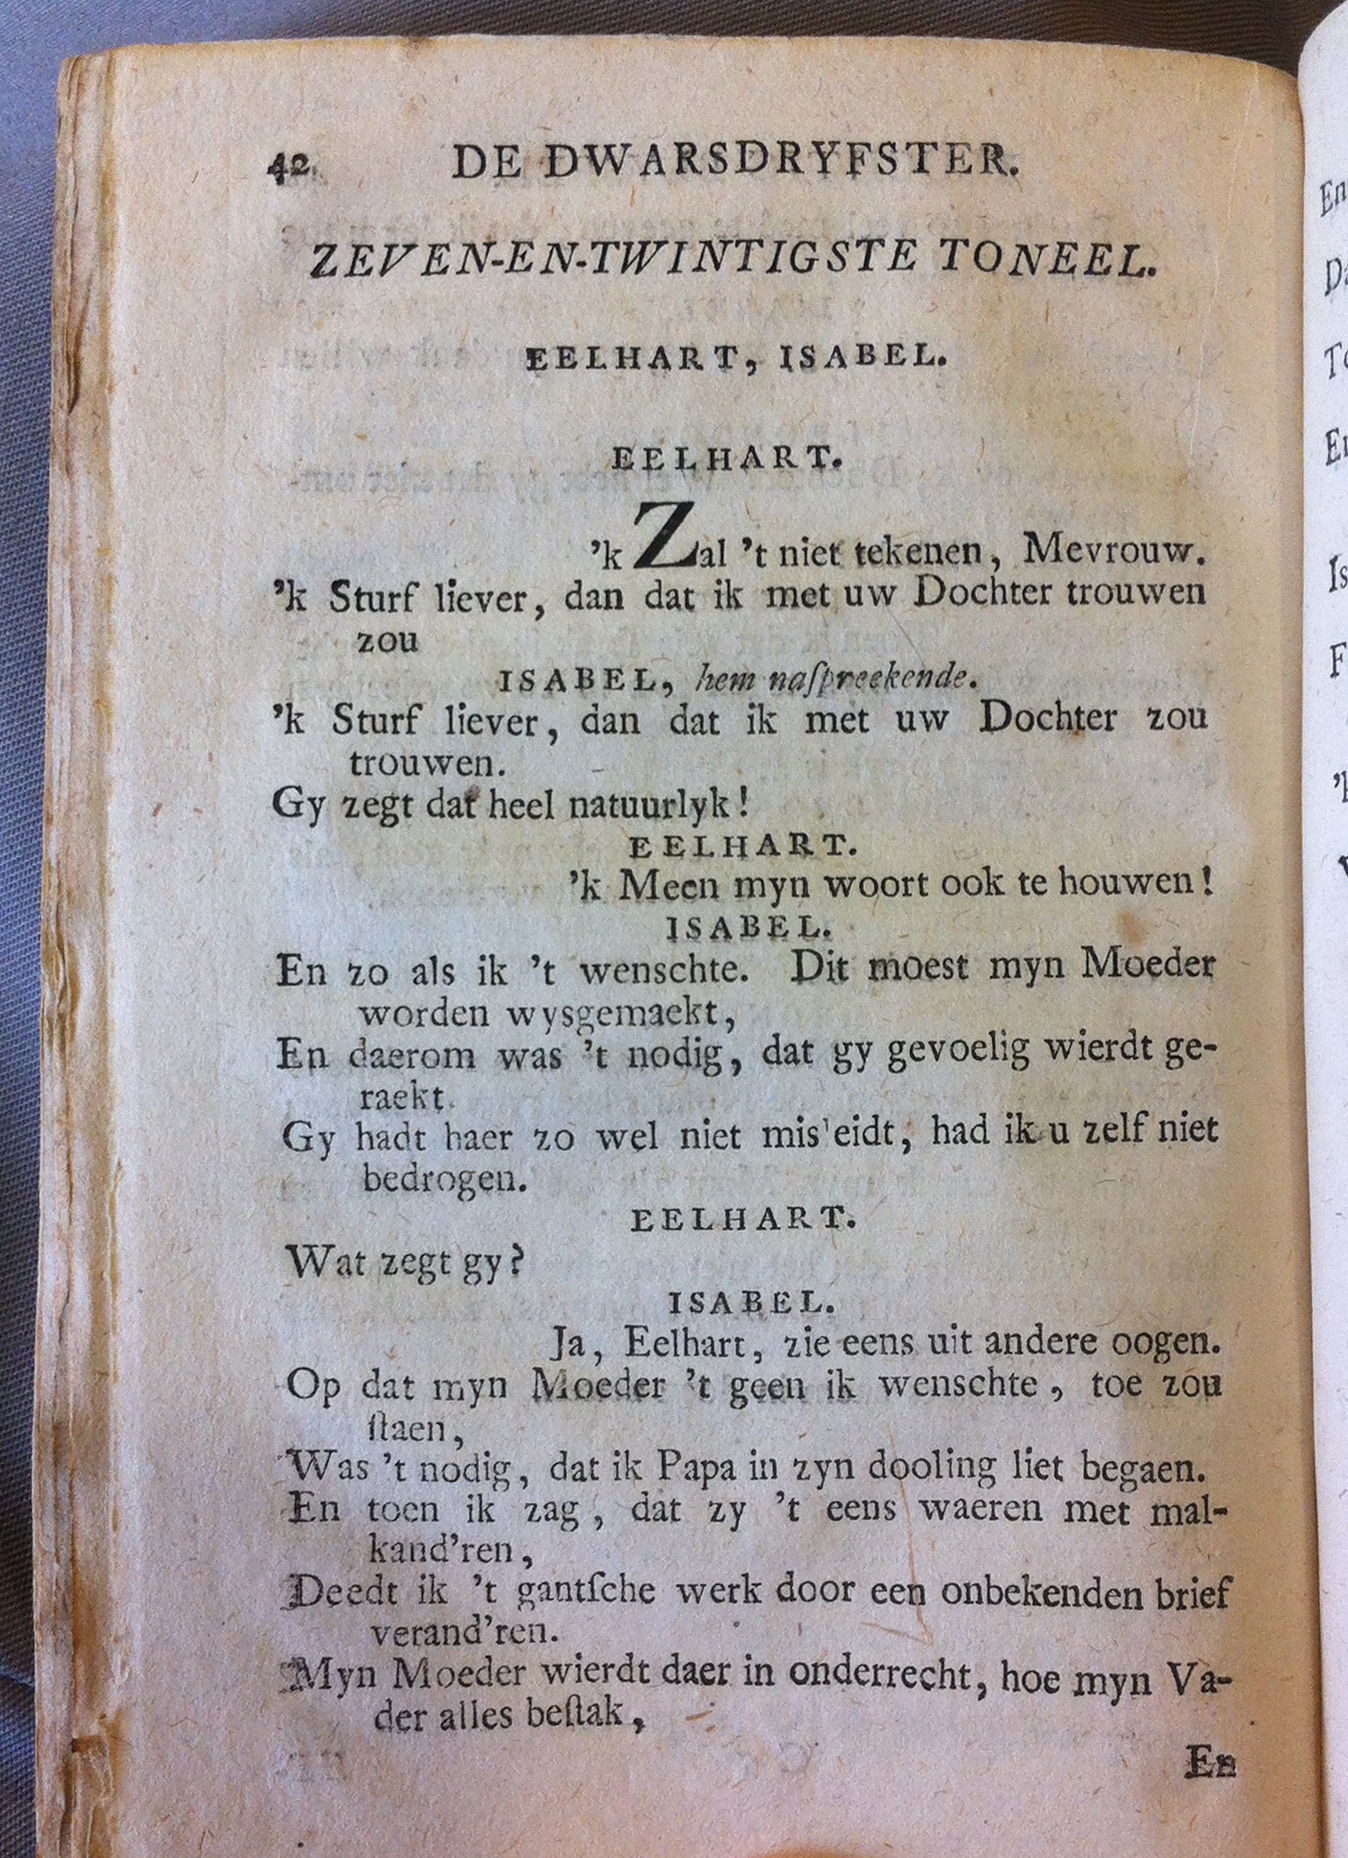 42 DE DWARSDRYFSTER.
ZEVEN-EN-TWINTIGSTE TONEEL.
EELHART, ISABEL.
EELHART.
'k Zal 't niet tekenen, Mevrouw.
'k Sturf liever, dan dat ik met uw Dochter trouwen
zou
ISABEL, hem naſpreekende.
'k Sturf liever, dan dat ik met uw Dochter zou
trouwen.
Gy zegt dat heel natuurlyk!
EELHART.
'k Meen myn woort ook te houwen!
ISABEL.
En zo als ik 't wenschte. Dit moest myn Moeder
worden wysgemaekt,
En daerom was 't nodig, dat gy gevoelig wierdt ge-
raekt.
Gy hadt haer zo wel niet mis'eidt, had ik u zelf niet
bedrogen.
EELHART.
Wat zegt gy?
ISABEL.
Ja, Eelhart, zie eens uit andere oogen.
Op dat myn Moeder 't geen ik wenschte, toe zou
ſtaen,
Was 't nodig, dat ik Papa in zyn dooling liet begaen.
En toen ik zag, dat zy 't eens waeren met mal-
kand'ren,
Deedt ik 't gantſche werk door een onbekenden brief
verand'ren.
Myn Moeder wierdt daer in onderrecht, hoe myn Va-
der alles beſtak,
En